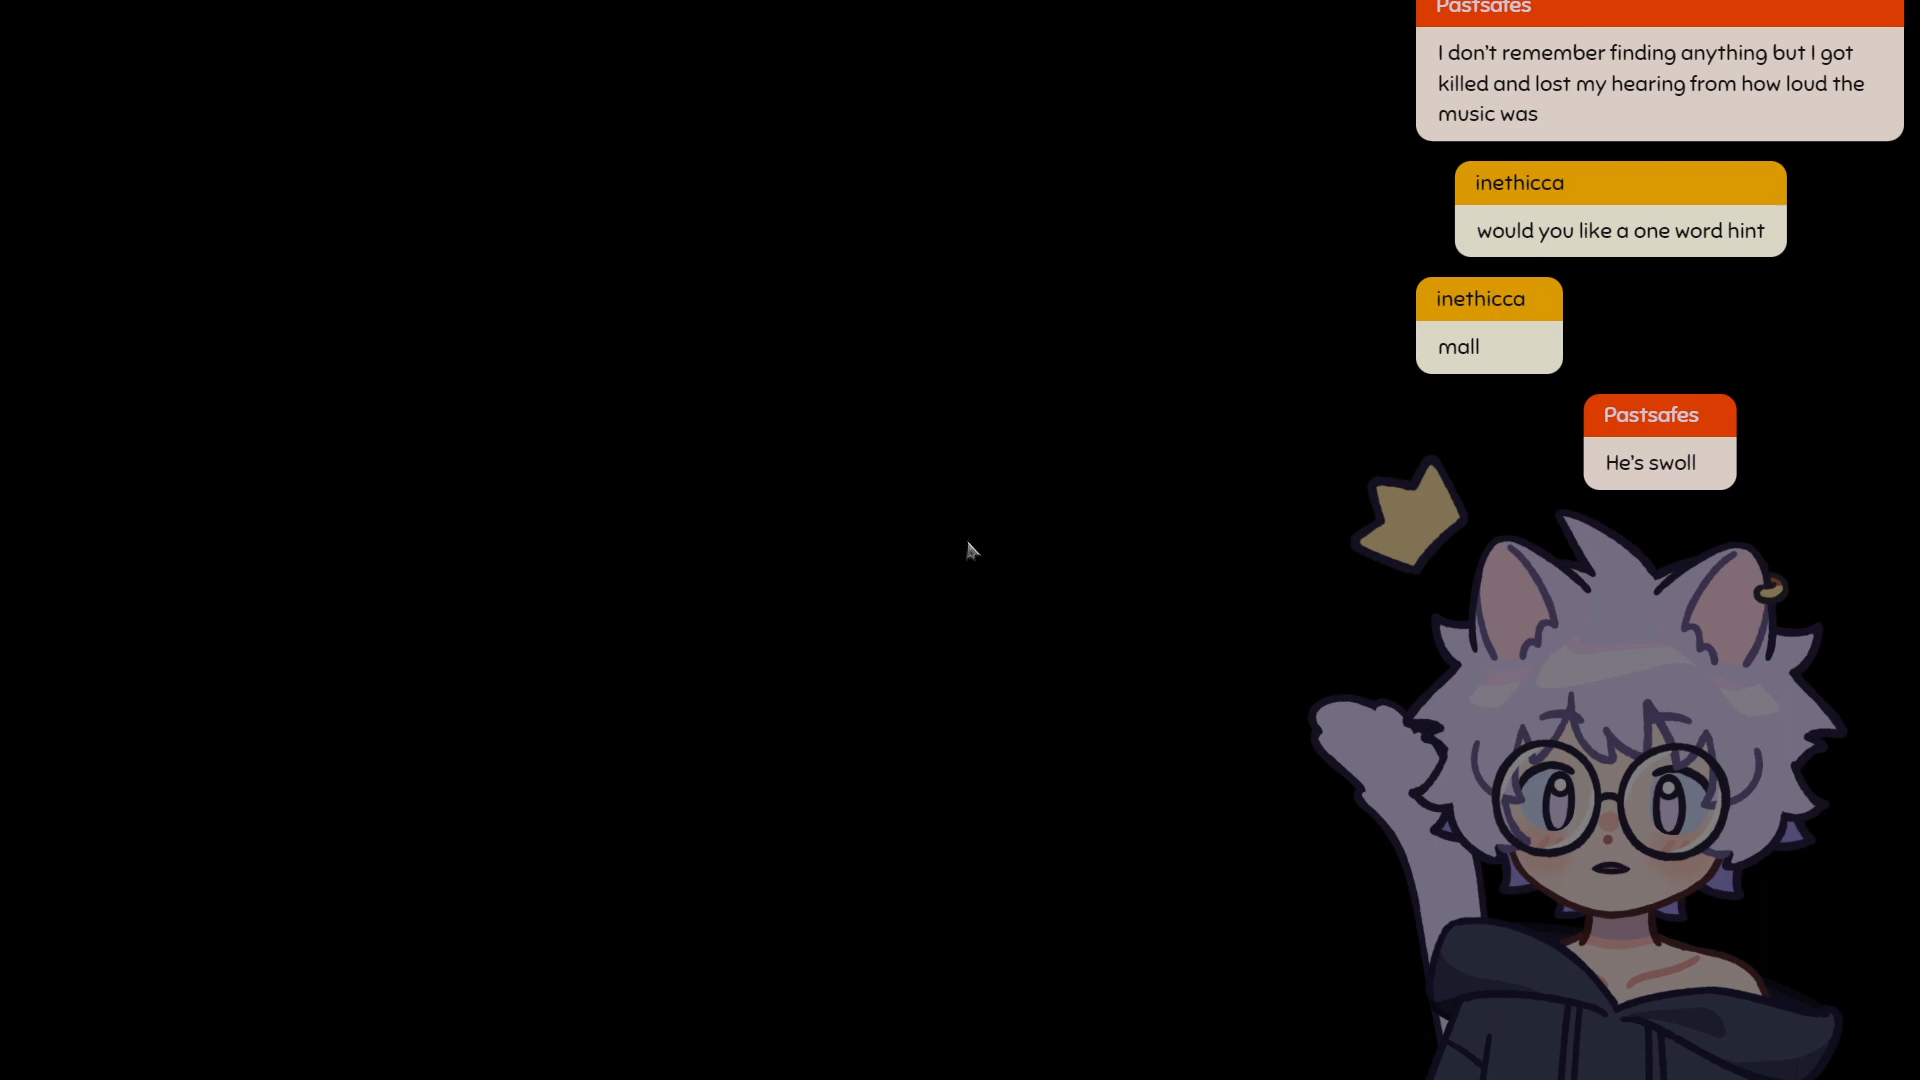 Pastsafes
I don't remember finding anything but I got
killed and lost my hearing from how loud the
music was
inethicca
would you like a one word hint
inethicca
mall
Pastsafes
He's swoll